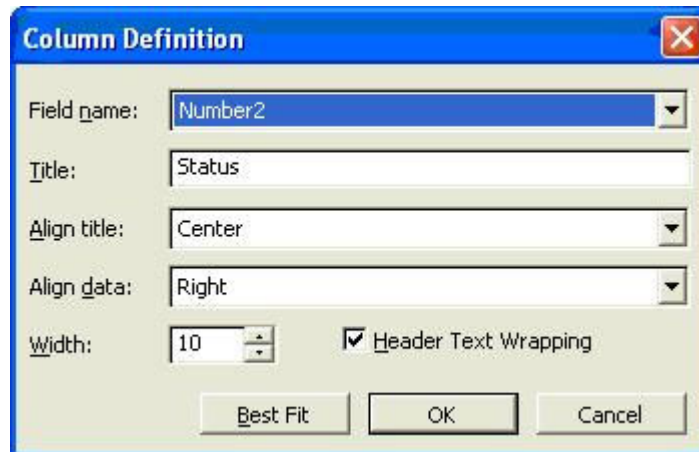 Column Definition
Field name: Number2
Title: Status
Align title: Center
Align data: Right
Width: 10 Header Text Wrapping
Best Fit OK Cancel